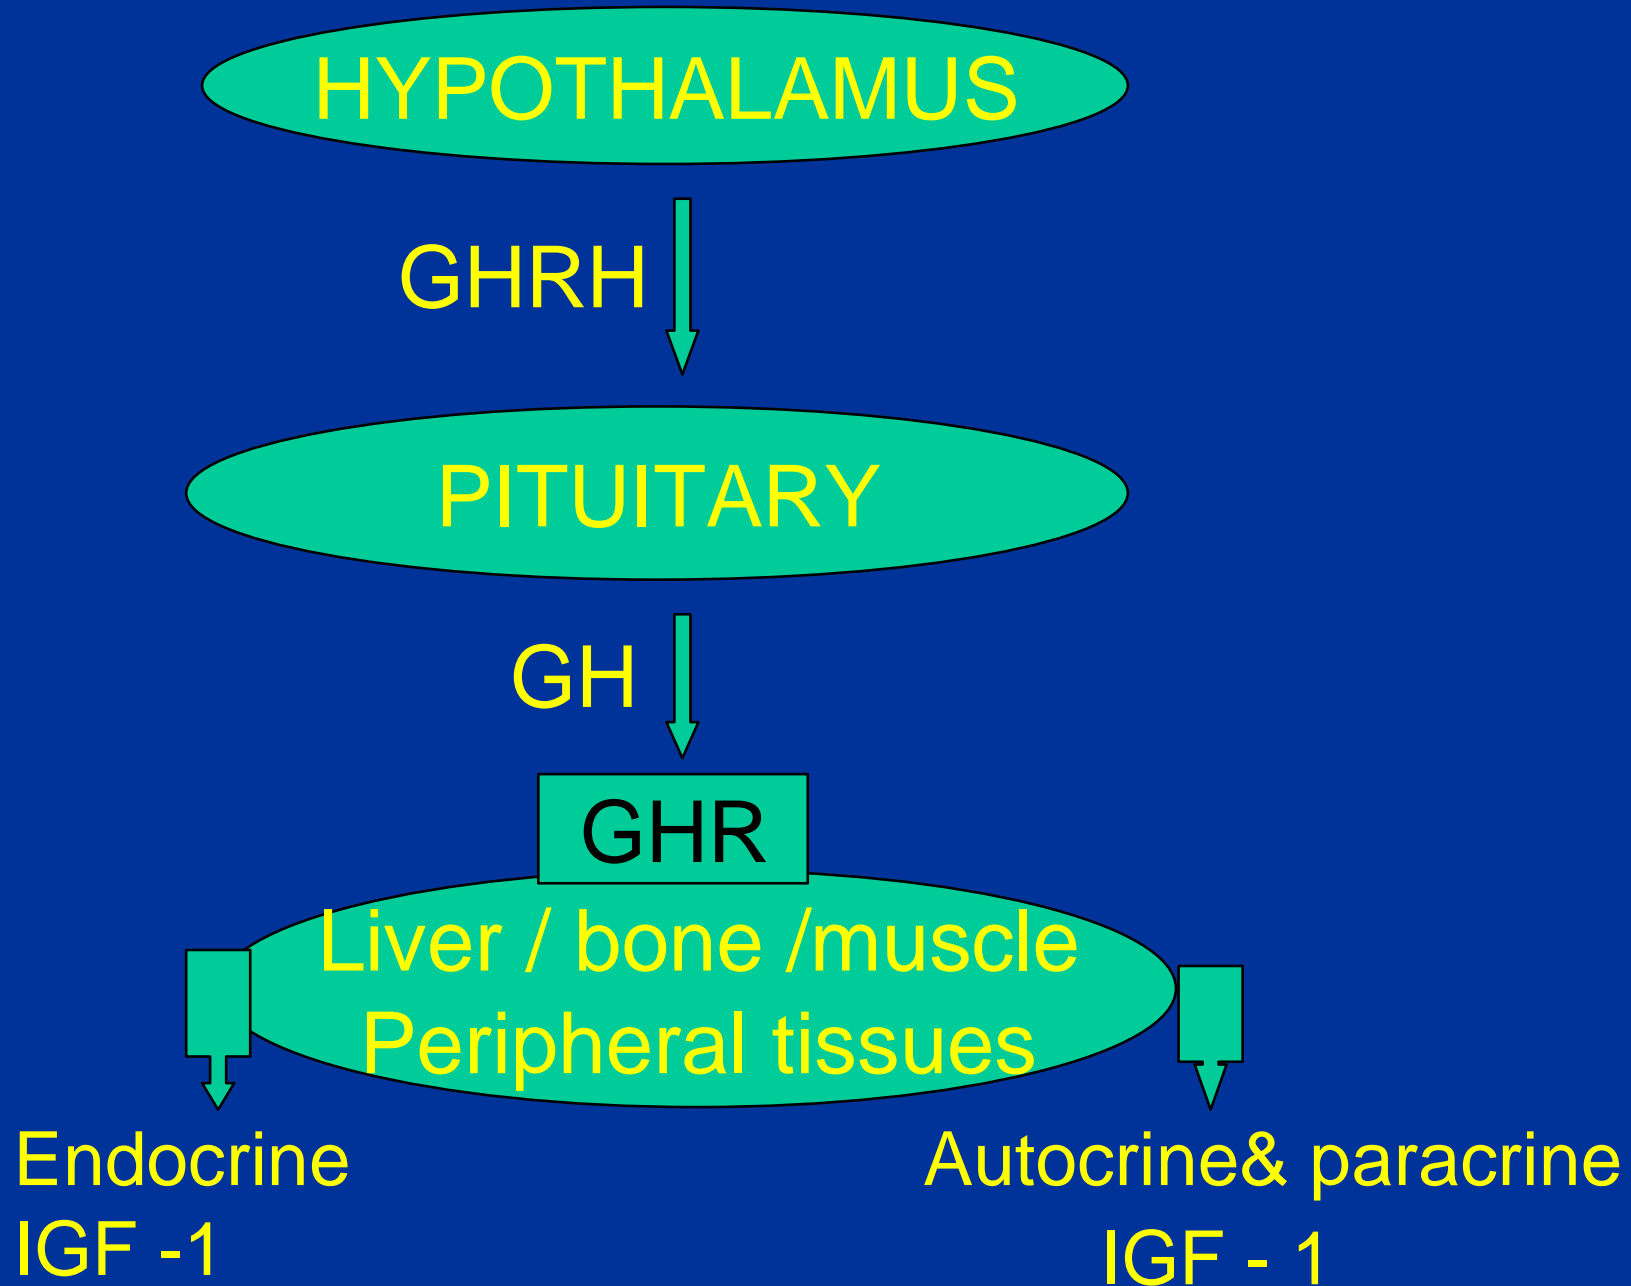 HYPOTHALAMUS
GHRH
PITUITARY
GH
GHR
Liver / bone /muscle
Peripheral tissues
Endocrine
IGF -1
Autocrine& paracrine
IGF - 1